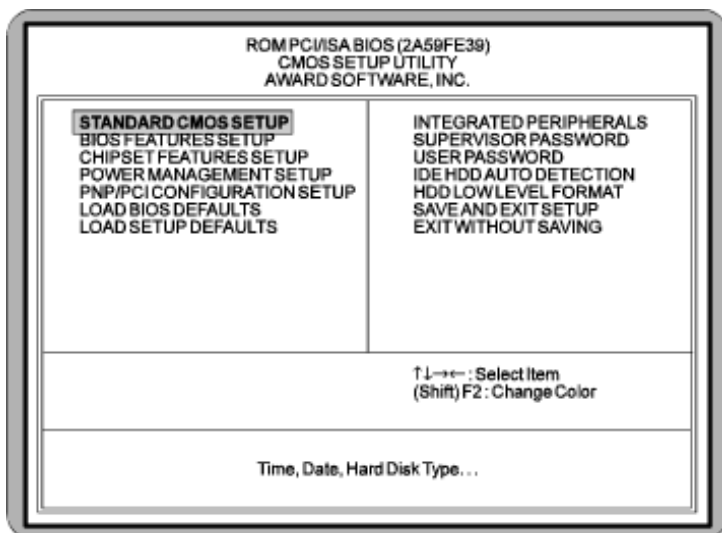 ROM PCI/ISA BIOS (2A59FE39)
CMOS SETUP UTILITY
AWARD SOFTWARE, INC.
STANDARD CMOS SETUP
BIOS FEATURES SETUP
CHIPSET FEATURES SETUP
POWER MANAGEMENT SETUP
PNP/PCI CONFIGURATION SETUP
LOAD BIOS DEFAULTS
LOAD SETUP DEFAULTS
INTEGRATED PERIPHERALS
SUPERVISOR PASSWORD
USER PASSWORD
IDE HDD AUTO DETECTION
HDD LOW LEVEL FORMAT
SAVE AND EXIT SETUP
EXIT WITHOUT SAVING
↑↓→← : Select Item
(Shift) F2 : Change Color
Time, Date, Hard Disk Type...